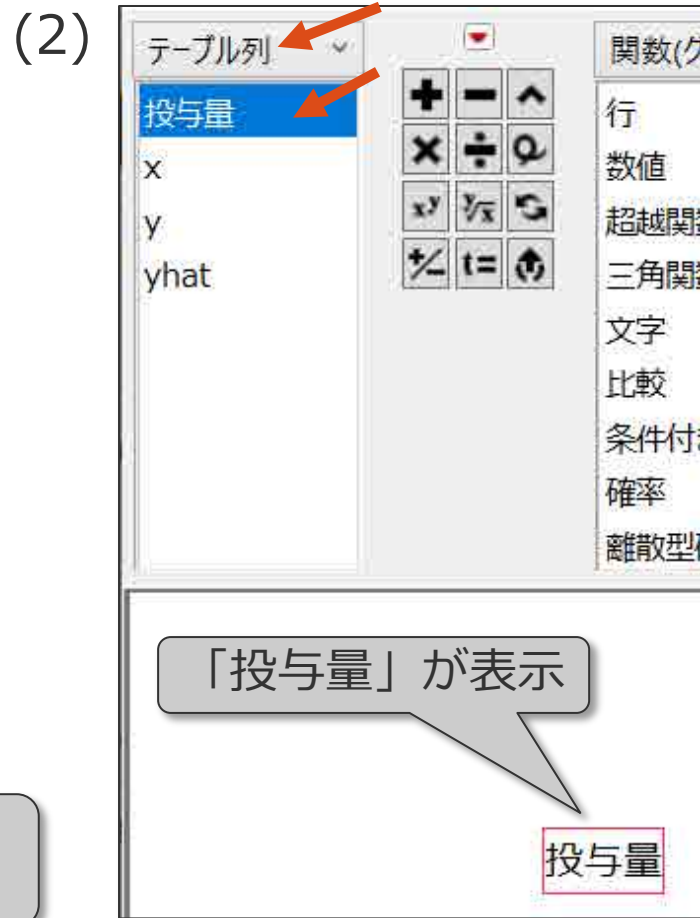 (2)
テーブル列
投与量
x
y
yhat
t=
関数(
行
数値
超越関
三角関
文字
比較
条件付
確率
離散型
「投与量」が表示
投与量